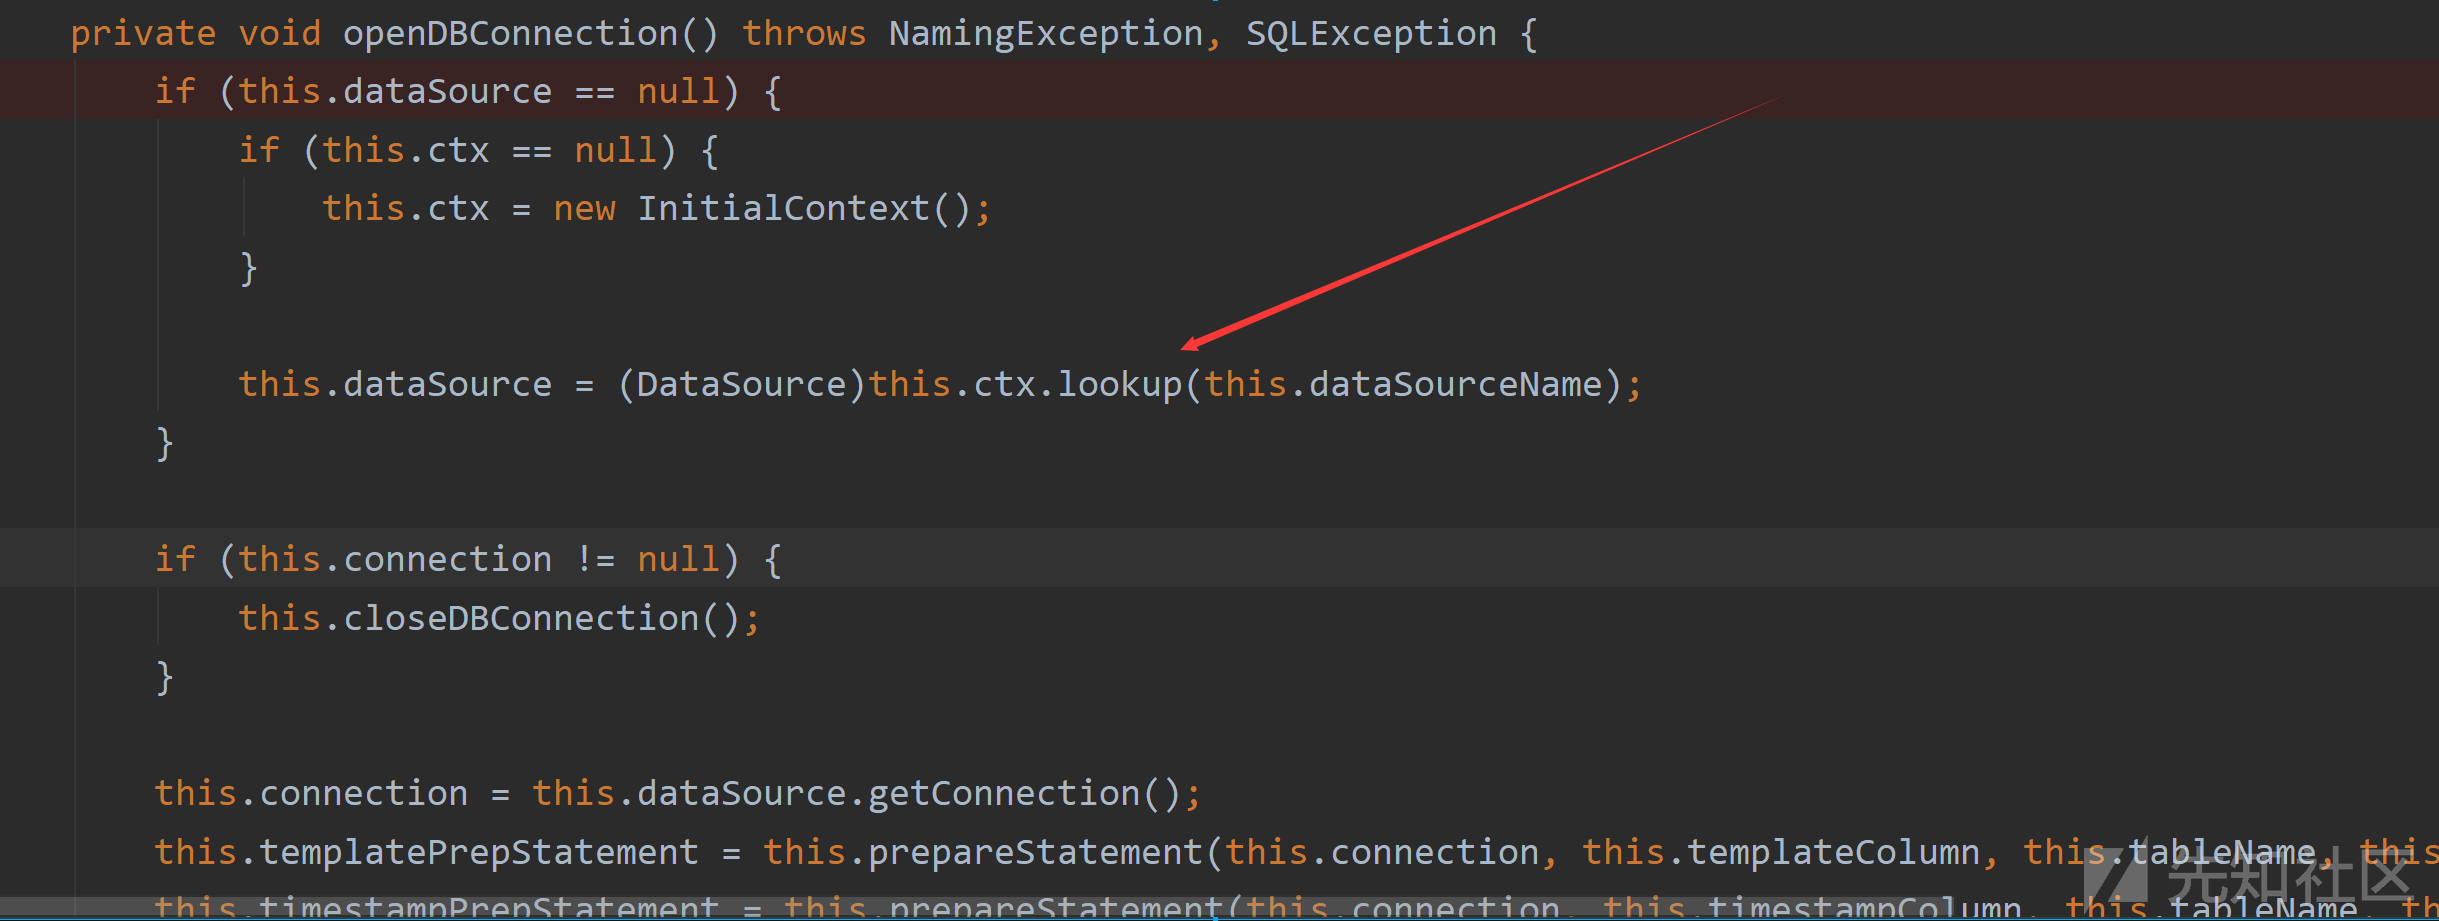 private void openDBConnection() throws NamingException, SQLException {
if (this.dataSource == null) {
if (this.ctx == null) {
this.ctx = new InitialContext();
}
this.dataSource = (DataSource)this.ctx.lookup(this.dataSourceName);
}
if (this.connection != null) {
this.closeDBConnection();
}
this.connection = this.dataSource.getConnection();
this.templatePrepStatement = this.prepareStatement(this.connection, this.templateColumn, this.tableName, this
this.timestampPrepStatement = this.prepareStatement(this.connection, this.timestampColumn, this.tableName, th
先知社区